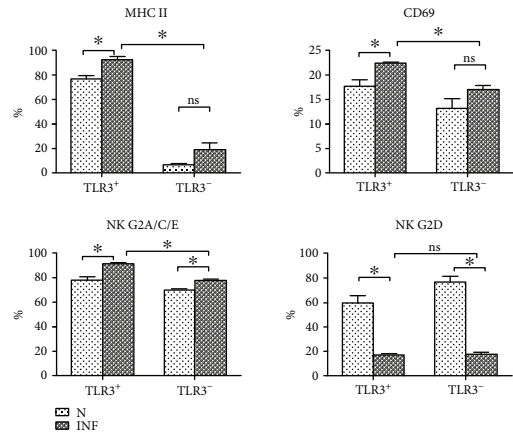 MHC II
100
80
60
40
20
0
%
*
*
ns
TLR3⁺
TLR3⁻
CD69
25
20
15
10
5
0
%
*
*
ns
TLR3⁺
TLR3⁻
NK G2A/C/E
100
80
60
40
20
0
%
*
*
*
TLR3⁺
TLR3⁻
NK G2D
100
80
60
40
20
0
%
*
ns
*
TLR3⁺
TLR3⁻
N
INF